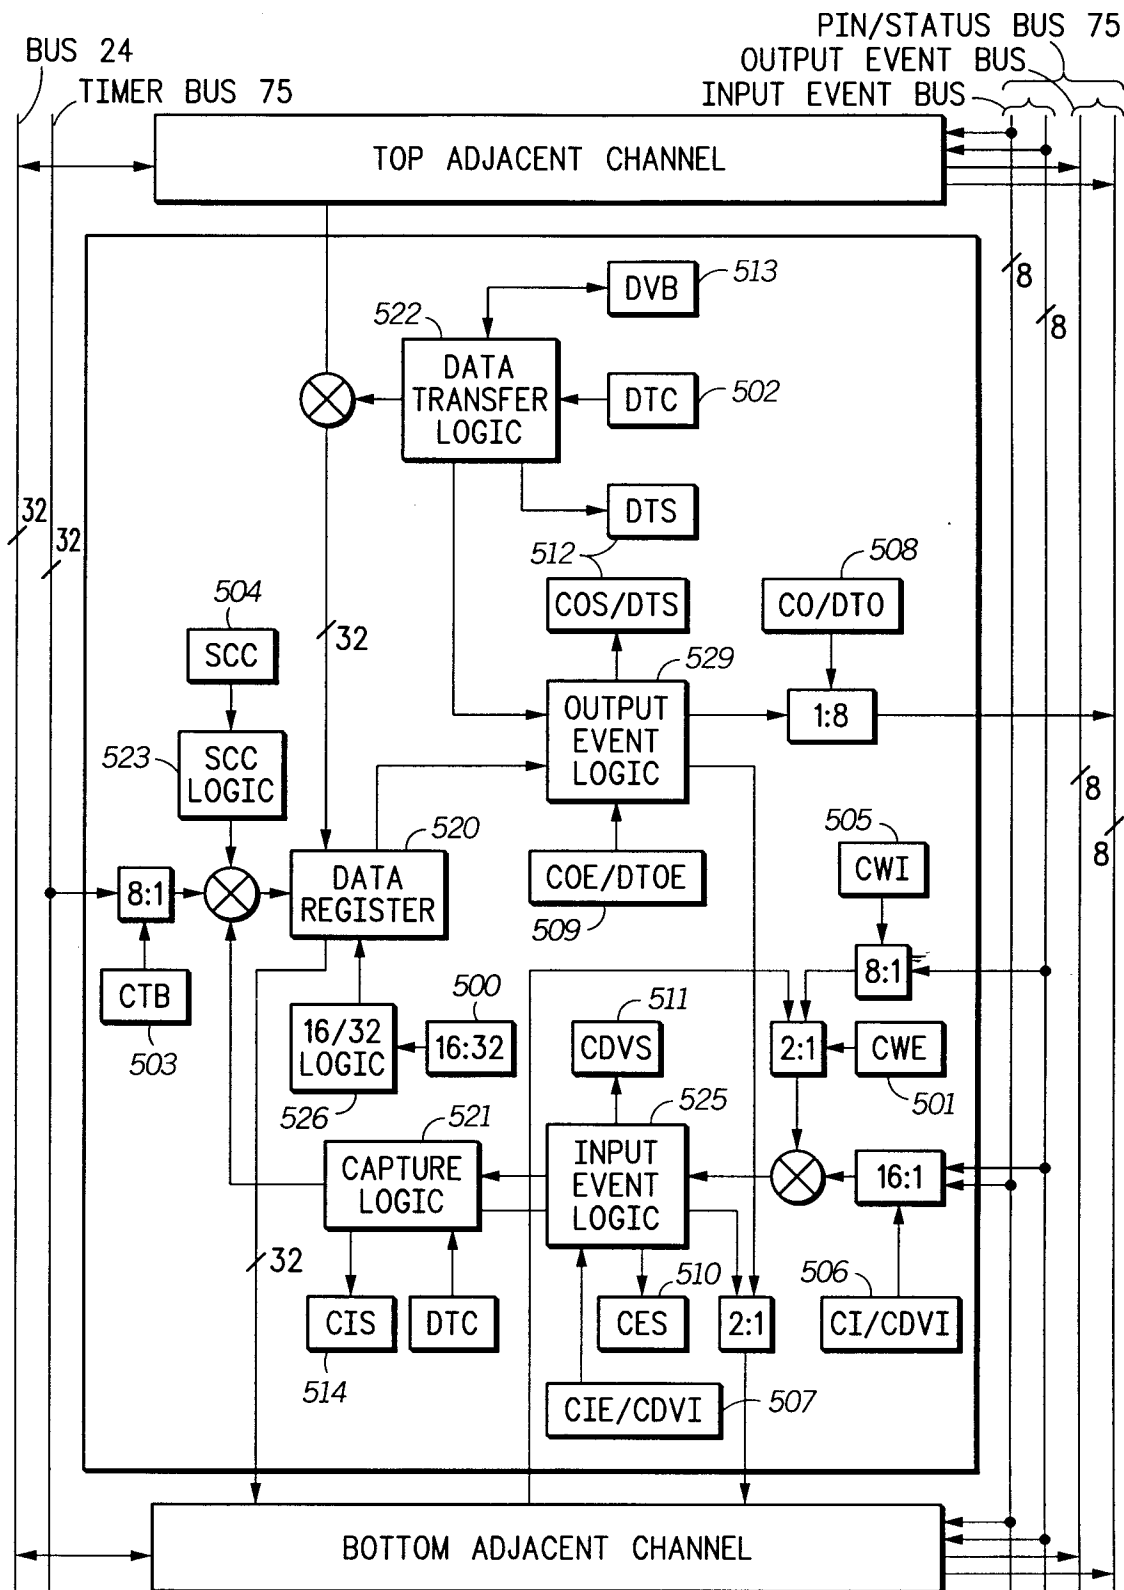 PIN/STATUS BUS 75
BUS 24
OUTPUT EVENT BUS
TIMER BUS 75
INPUT EVENT BUS
TOP ADJACENT CHANNEL
DVB
513
8
8
522
DATA
TRANSFER
LOGIC
DTC
502
32
32
DTS
512
508
COS/DTS
CO/DTO
504
SCC
32
529
OUTPUT
EVENT
LOGIC
1:8
523
SCC
LOGIC
8
8
520
505
DATA
REGISTER
COE/DTOE
509
CWI
8:1
8:1
CTB
503
16/32
LOGIC
526
500
16:32
511
CDVS
2:1
CWE
501
521
525
CAPTURE
LOGIC
INPUT
EVENT
LOGIC
16:1
32
CIS
514
DTC
510
CES
2:1
506
CI/CDVI
CIE/CDVI
507
BOTTOM ADJACENT CHANNEL